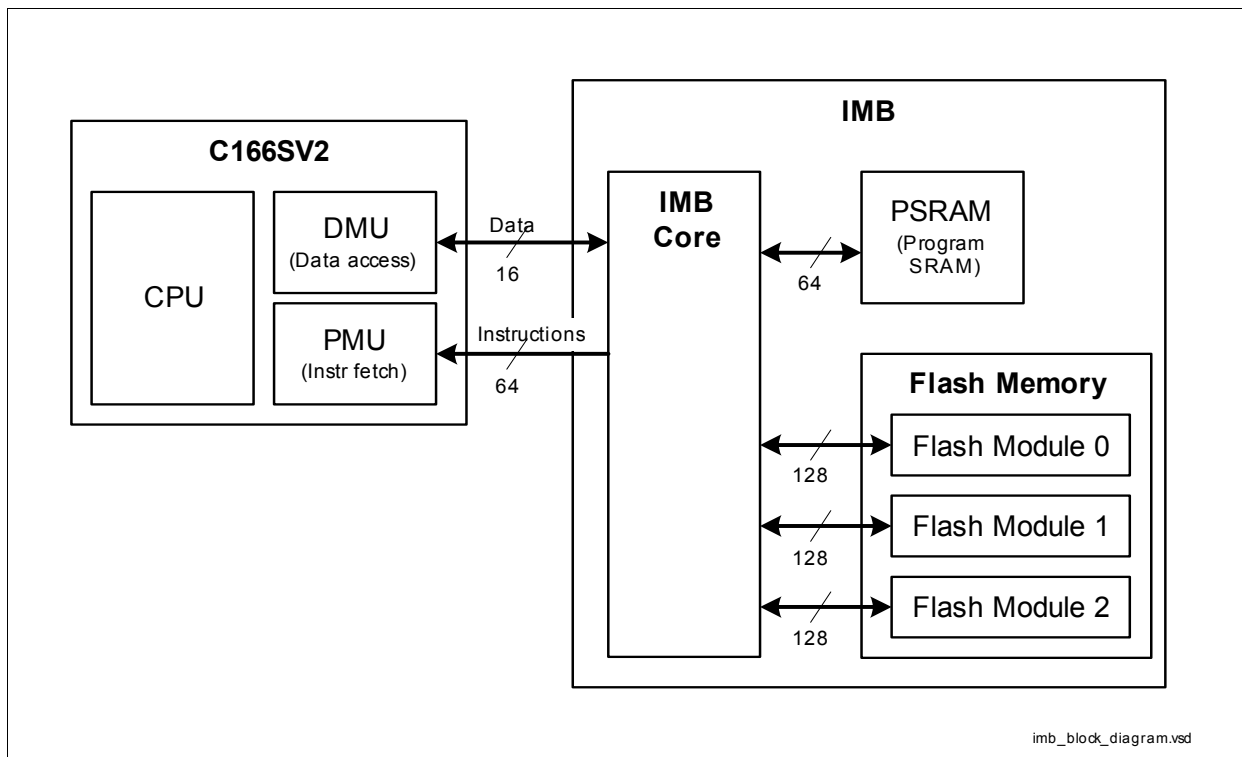 IMB
C166SV2
CPU
DMU
(Data access)
PMU
(Instr fetch)
Data
16
Instructions
64
IMB
Core
64
PSRAM
(Program
SRAM)
Flash Memory
128
Flash Module 0
128
Flash Module 1
128
Flash Module 2
imb_block_diagram.vsd